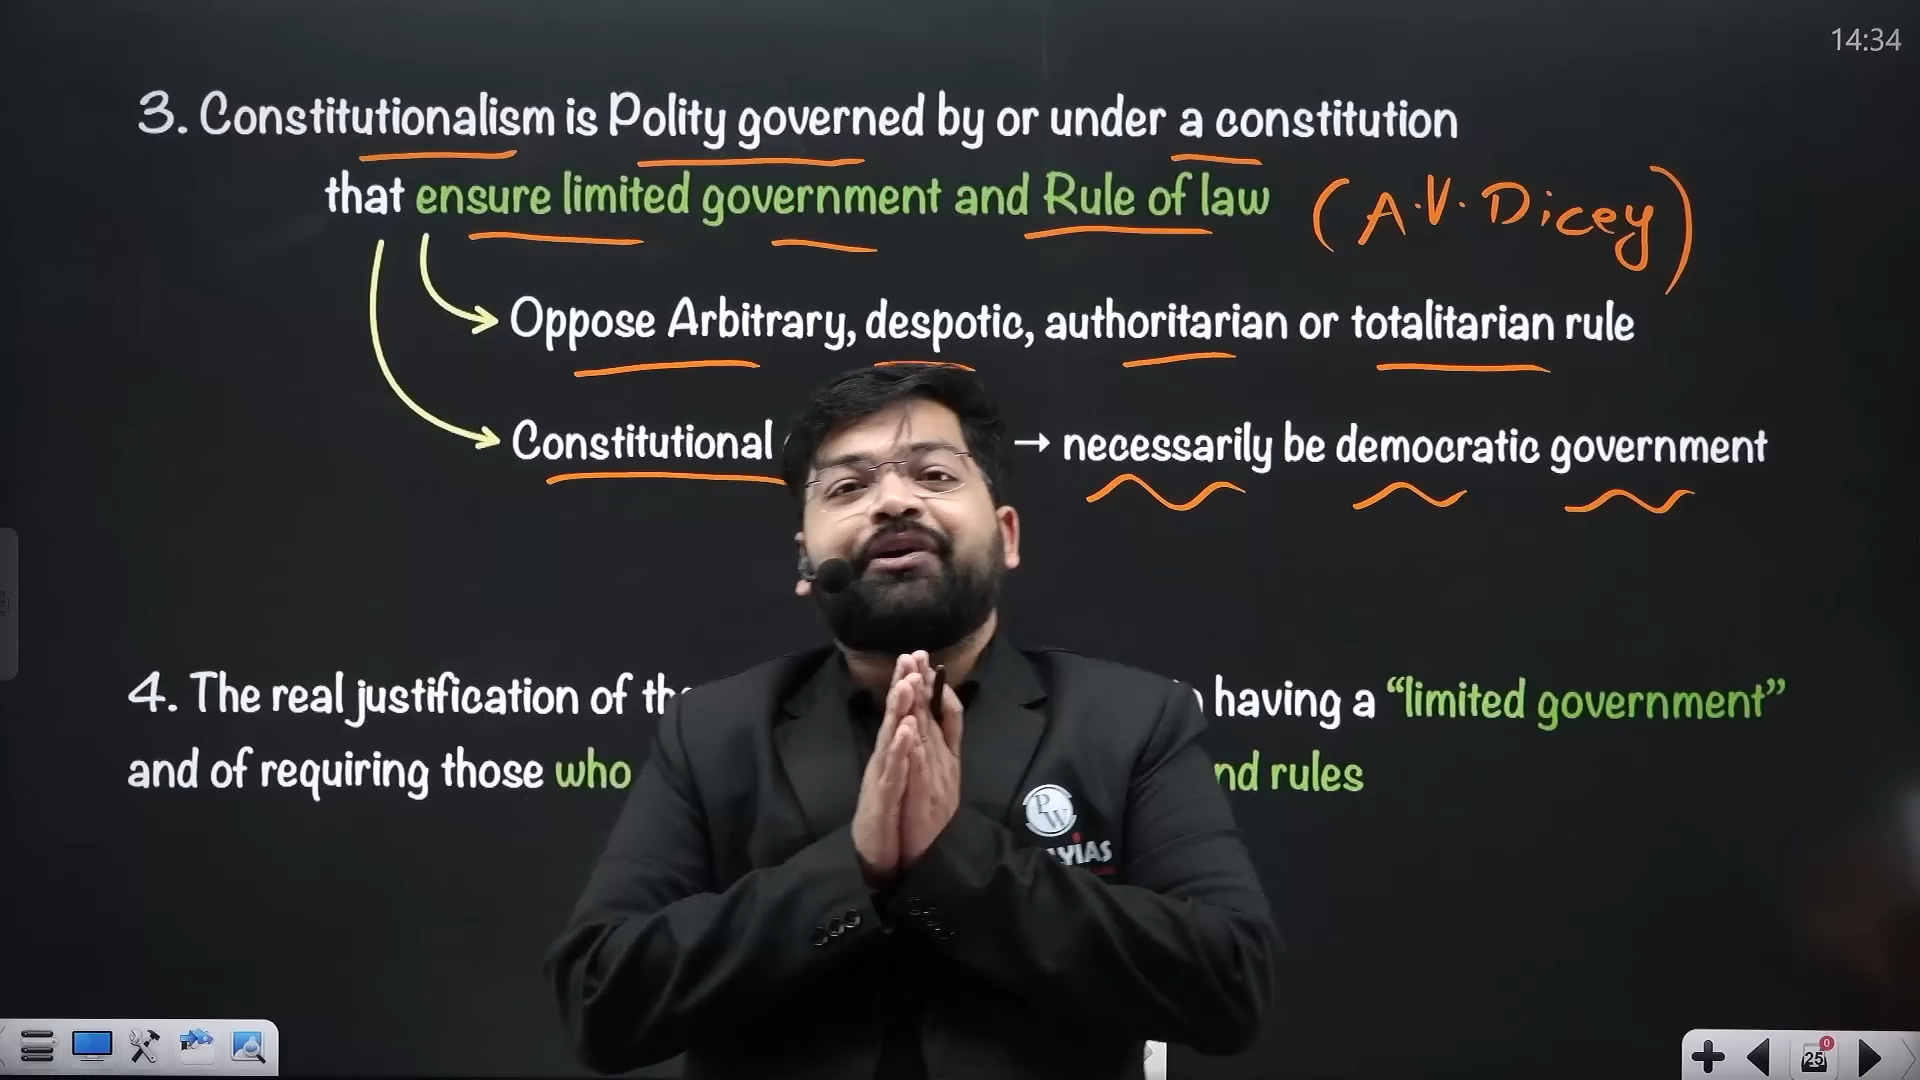 14:34
3. Constitutionalism is Polity governed by or under a constitution
that ensure limited government and Rule of law (A.V. Dicey)
Oppose Arbitrary, despotic, authoritarian or totalitarian rule
Constitutional → necessarily be democratic government
4. The real justification of having a “limited government”
and of requiring those who rules
PW
IAS
25
0